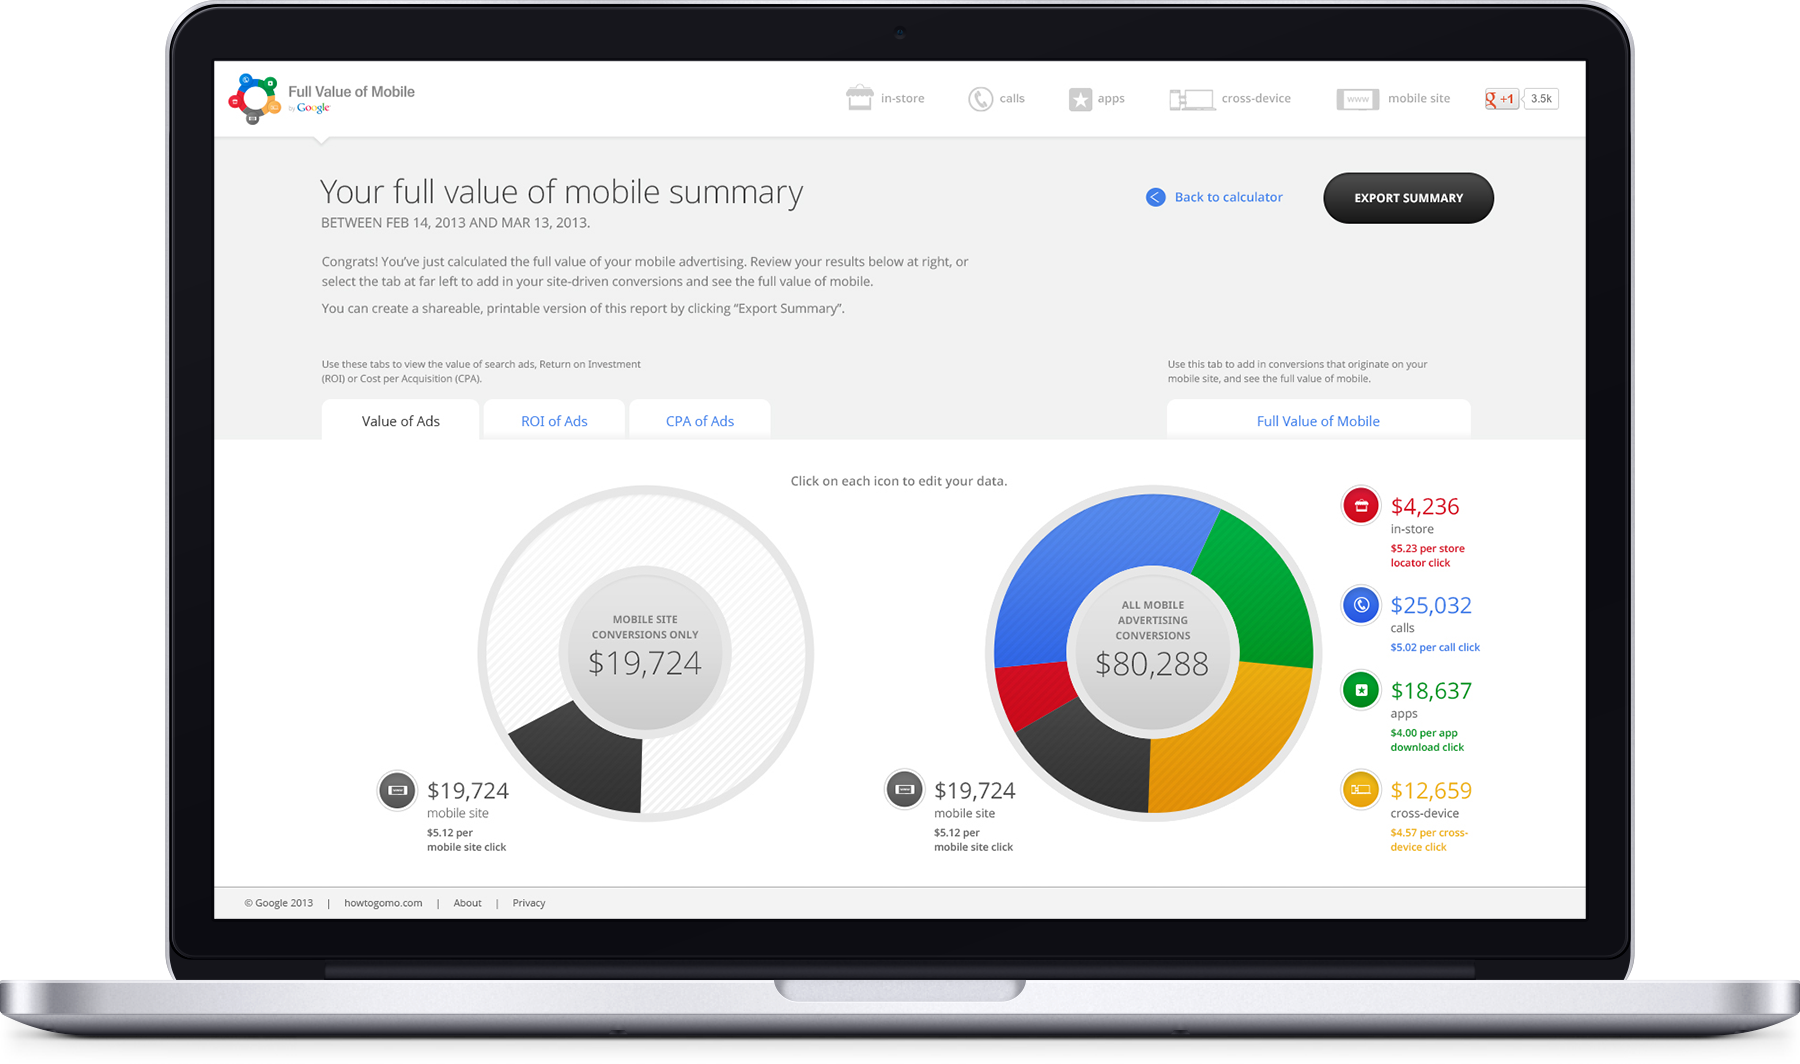 Full Value of Mobile
by Google
in-store
calls
apps
cross-device
www
mobile site
g +1
3.5k
Your full value of mobile summary
BETWEEN FEB 14, 2013 AND MAR 13, 2013.
Back to calculator
EXPORT SUMMARY
Congrats! You’ve just calculated the full value of your mobile advertising. Review your results below at right, or
select the tab at far left to add in your site-driven conversions and see the full value of mobile.
You can create a shareable, printable version of this report by clicking “Export Summary”.
Use these tabs to view the value of search ads, Return on Investment
(ROI) or Cost per Acquisition (CPA).
Use this tab to add in conversions that originate on your
mobile site, and see the full value of mobile.
Value of Ads
ROI of Ads
CPA of Ads
Full Value of Mobile
Click on each icon to edit your data.
MOBILE SITE
CONVERSIONS ONLY
$19,724
$19,724
mobile site
$5.12 per
mobile site click
ALL MOBILE
ADVERTISING
CONVERSIONS
$80,288
$19,724
mobile site
$5.12 per
mobile site click
$4,236
in-store
$5.23 per store
locator click
$25,032
calls
$5.02 per call click
$18,637
apps
$4.00 per app
download click
$12,659
cross-device
$4.57 per cross-
device click
© Google 2013 | howtogomo.com | About | Privacy